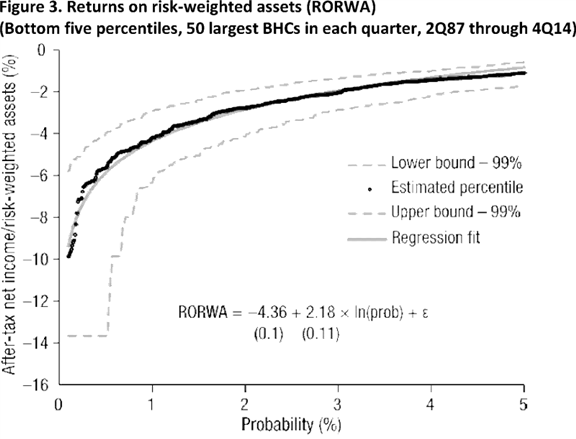 Figure 3. Returns on risk-weighted assets (RORWA)
(Bottom five percentiles, 50 largest BHCs in each quarter, 2Q87 through 4Q14)
After-tax net income/risk-weighted assets (%)
0
−2
−4
−6
−8
−10
−12
−14
−16
Lower bound – 99%
Estimated percentile
Upper bound – 99%
Regression fit
RORWA = −4.36 + 2.18 × ln(prob) + ε
(0.1) (0.11)
0 1 2 3 4 5
Probability (%)